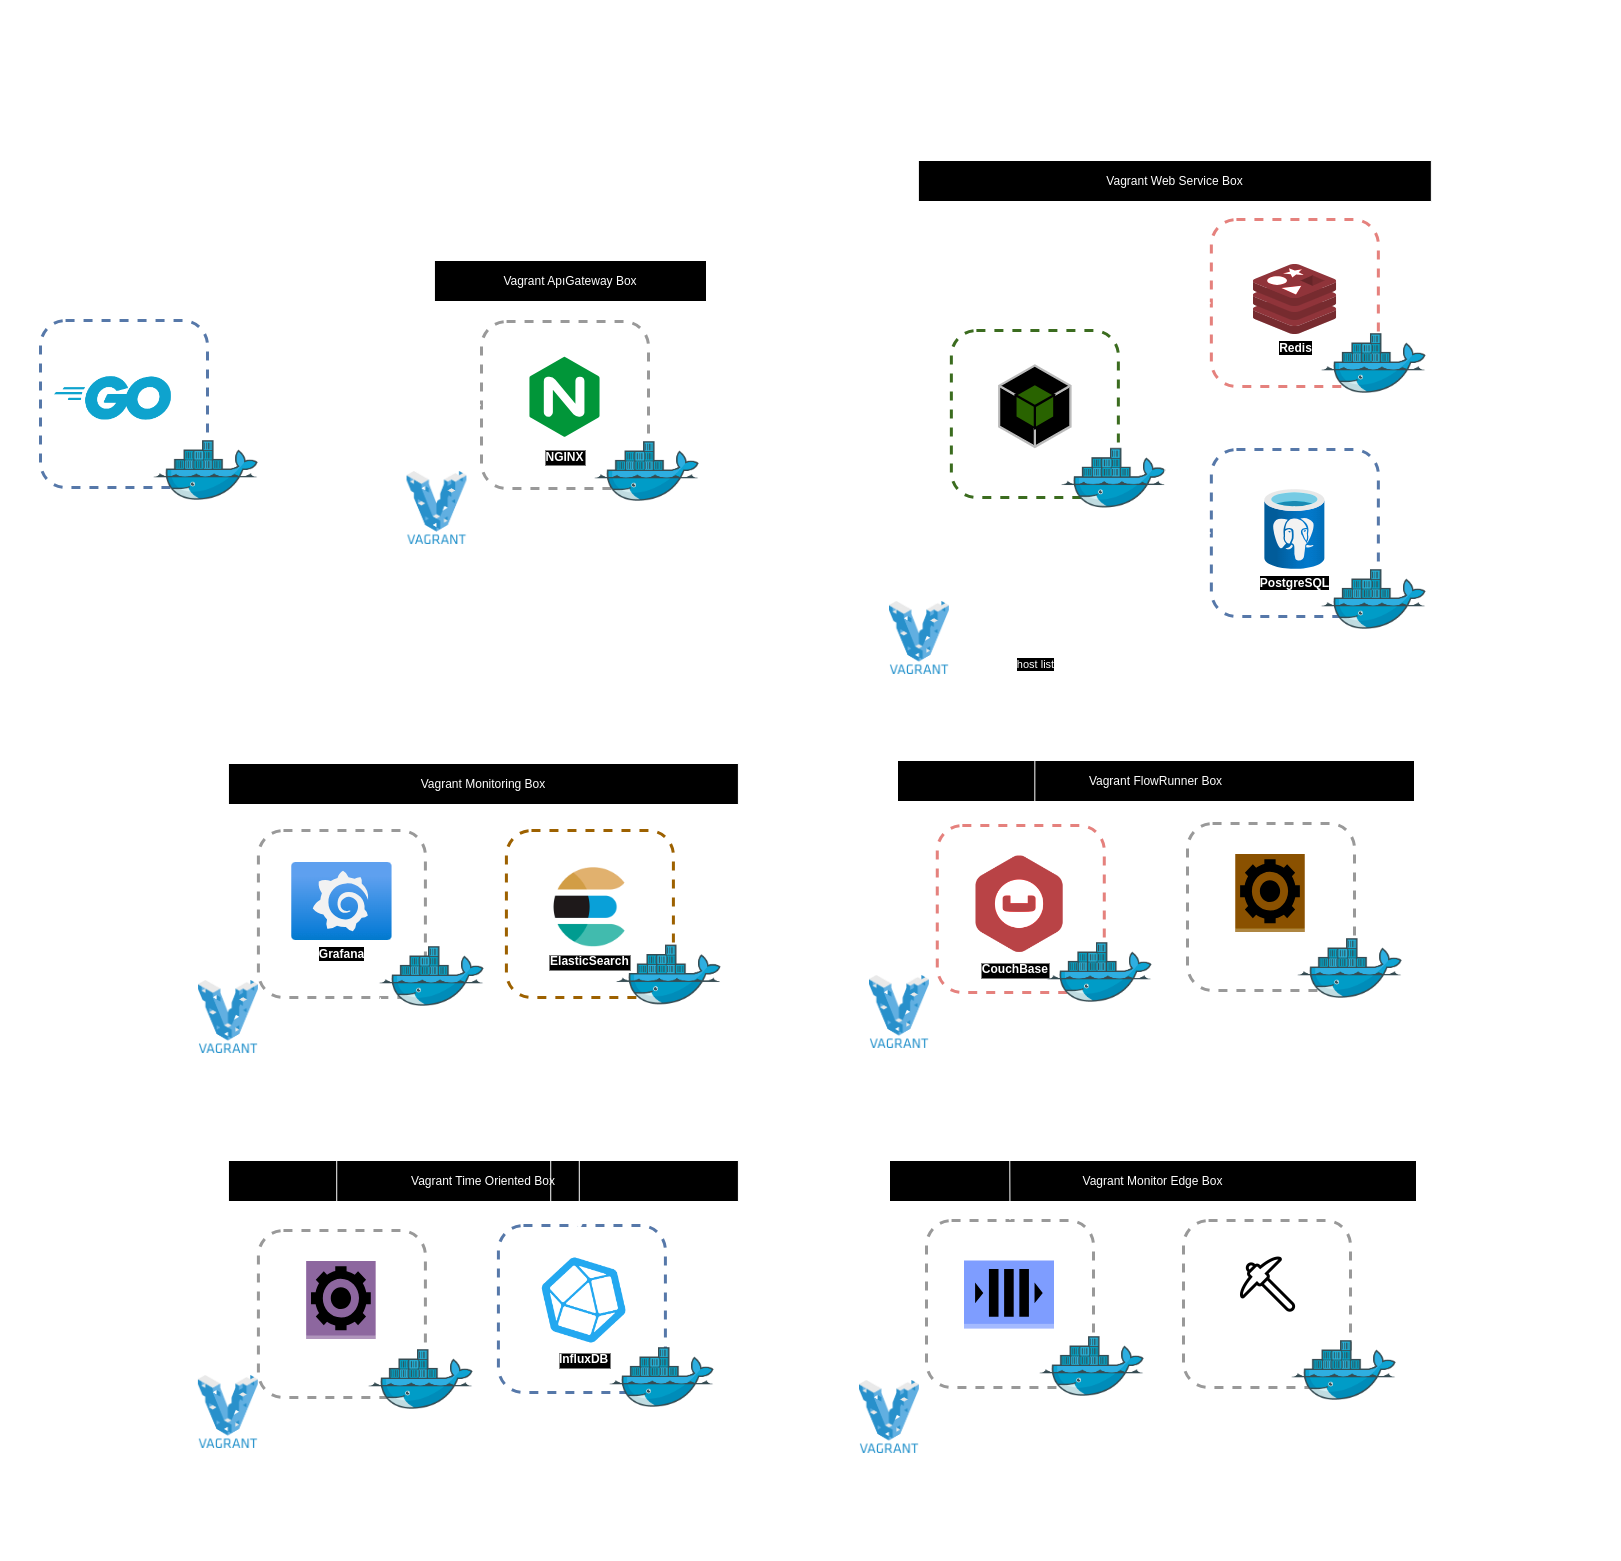 Vagrant Web Service Box
Vagrant ApıGateway Box
GO
NGINX
VAGRANT
Redis
PostgreSQL
VAGRANT
host list
Vagrant Monitoring Box
Vagrant FlowRunner Box
Grafana
ElasticSearch
VAGRANT
CouchBase
VAGRANT
Vagrant Time Oriented Box
Vagrant Monitor Edge Box
InfluxDB
VAGRANT
VAGRANT